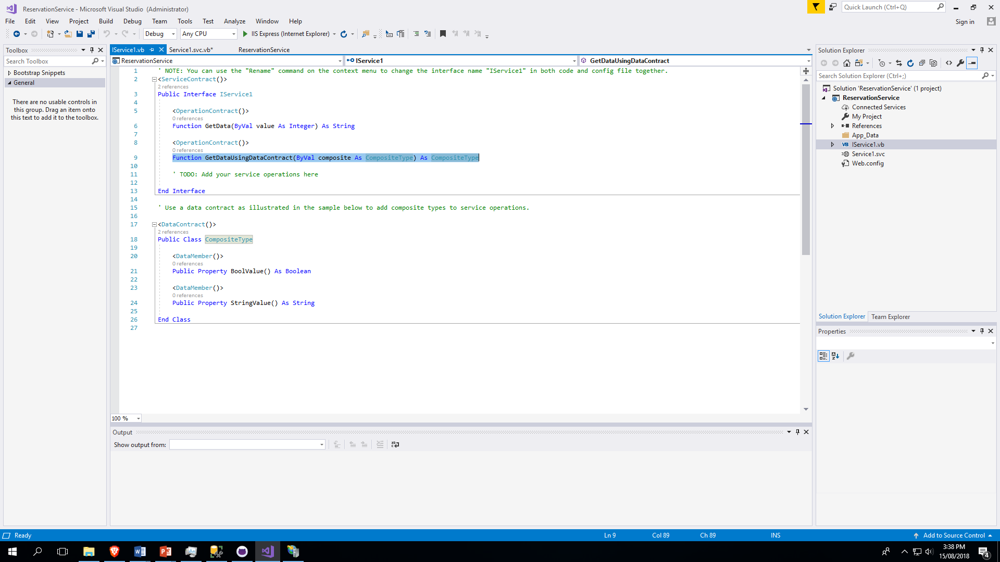 ReservationService - Microsoft Visual Studio (Administrator)
Quick Launch (Ctrl+Q)
File Edit View Project Build Debug Team Tools Test Analyze Window Help
Sign in
Debug Any CPU IIS Express (Internet Explorer)
Toolbox
Search Toolbox
Bootstrap Snippets
General
There are no usable controls in
this group. Drag an item onto
this text to add it to the toolbox.
IService1.vb Service1.svc.vb* ReservationService
ReservationService IService1 GetDataUsingDataContract
1 ' NOTE: You can use the "Rename" command on the context menu to change the interface name "IService1" in both code and config file together.
2 <ServiceContract()>
2 references
3 Public Interface IService1
4
5 <OperationContract()>
0 references
6 Function GetData(ByVal value As Integer) As String
7
8 <OperationContract()>
0 references
9 Function GetDataUsingDataContract(ByVal composite As CompositeType) As CompositeType
10
11 ' TODO: Add your service operations here
12
13 End Interface
14
15 ' Use a data contract as illustrated in the sample below to add composite types to service operations.
16
17 <DataContract()>
2 references
18 Public Class CompositeType
19
20 <DataMember()>
0 references
21 Public Property BoolValue() As Boolean
22
23 <DataMember()>
0 references
24 Public Property StringValue() As String
25
26 End Class
27
100 %
Output
Show output from:
Solution Explorer
Search Solution Explorer (Ctrl+;)
Solution 'ReservationService' (1 project)
ReservationService
Connected Services
My Project
References
App_Data
VB IService1.vb
Service1.svc
Web.config
Solution Explorer Team Explorer
Properties
Ready Ln 9 Col 89 Ch 89 INS Add to Source Control
3:38 PM
15/08/2018
4